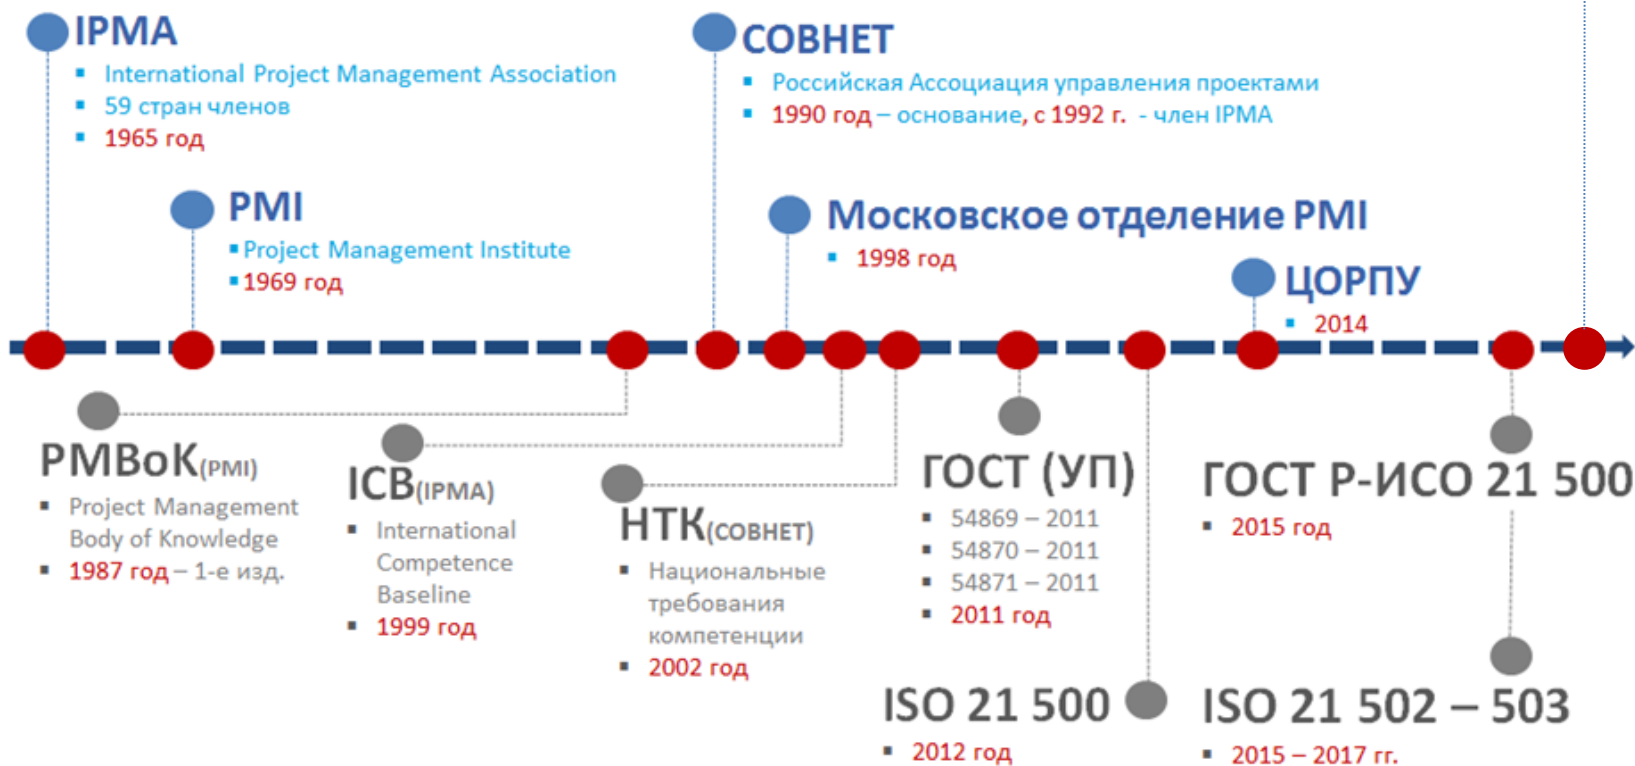 IPMA
International Project Management Association
59 стран членов
1965 год
СОВНЕТ
Российская Ассоциация управления проектами
1990 год – основание, с 1992 г. - член IPMA
PMI
Project Management Institute
1969 год
Московское отделение PMI
1998 год
ЦОРПУ
2014
PMBoK(PMI)
Project Management
Body of Knowledge
1987 год – 1-е изд.
ICB(IPMA)
International
Competence
Baseline
1999 год
НТК(СОВНЕТ)
Национальные
требования
компетенции
2002 год
ГОСТ (УП)
54869 – 2011
54870 – 2011
54871 – 2011
2011 год
ISO 21 500
2012 год
ГОСТ Р-ИСО 21 500
2015 год
ISO 21 502 – 503
2015 – 2017 гг.